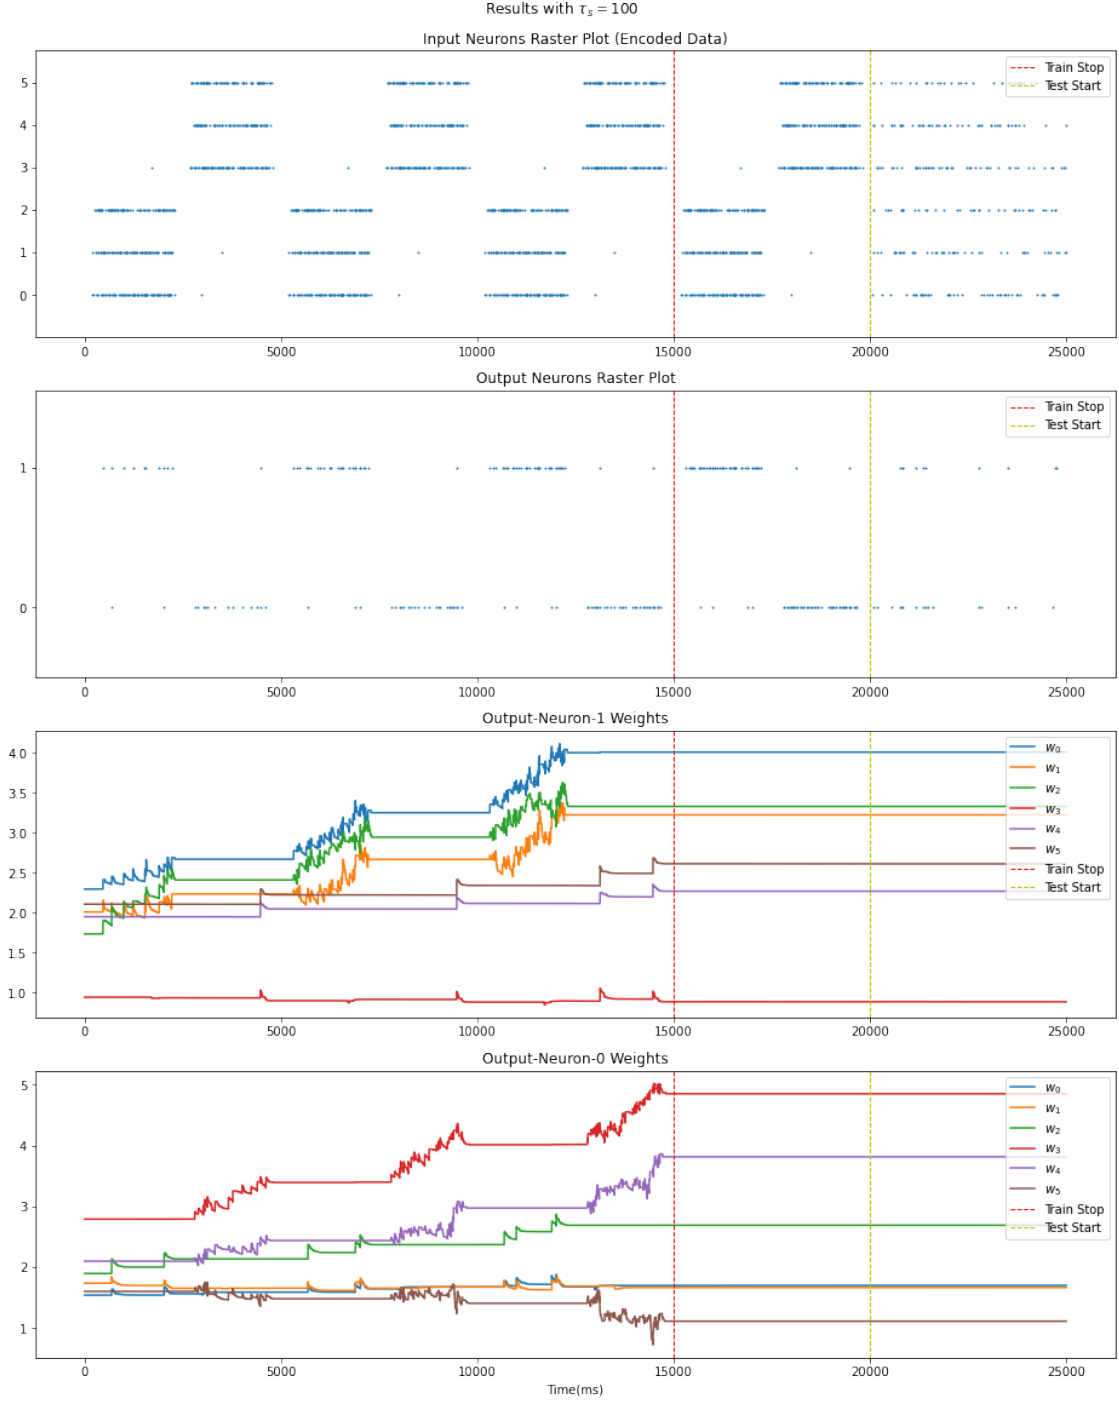 Results with τ_s = 100
Input Neurons Raster Plot (Encoded Data)
Train Stop
Test Start
5
4
3
2
1
0
0 5000 10000 15000 20000 25000
Output Neurons Raster Plot
Train Stop
Test Start
1
0
0 5000 10000 15000 20000 25000
Output-Neuron-1 Weights
w_0
w_1
w_2
w_3
w_4
w_5
Train Stop
Test Start
4.0
3.5
3.0
2.5
2.0
1.5
1.0
0 5000 10000 15000 20000 25000
Output-Neuron-0 Weights
w_0
w_1
w_2
w_3
w_4
w_5
Train Stop
Test Start
5
4
3
2
1
0 5000 10000 15000 20000 25000
Time(ms)